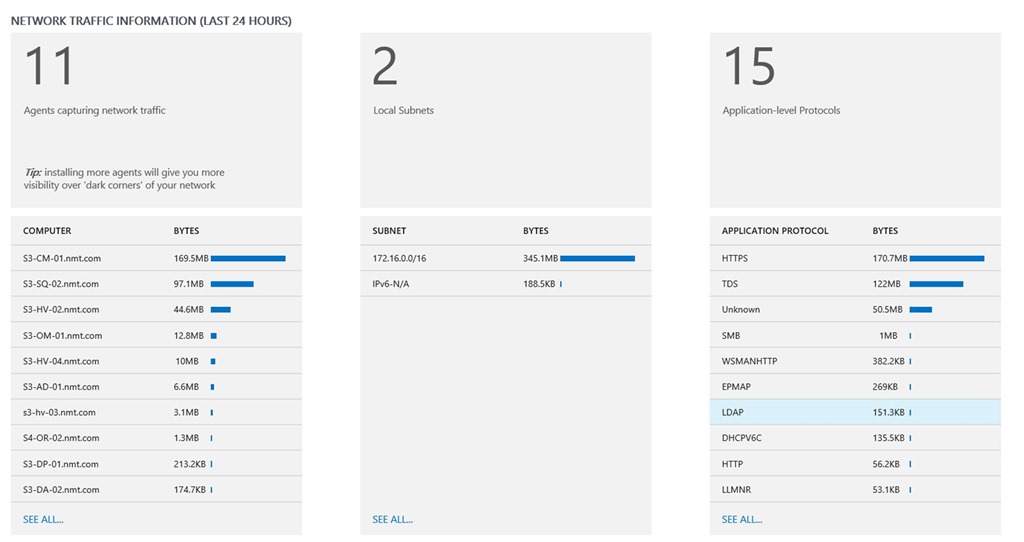 NETWORK TRAFFIC INFORMATION (LAST 24 HOURS)
11
Agents capturing network traffic
Tip: installing more agents will give you more
visibility over 'dark corners' of your network
COMPUTER BYTES
S3-CM-01.nmt.com 169.5MB
S3-SQ-02.nmt.com 97.1MB
S3-HV-02.nmt.com 44.6MB
S3-OM-01.nmt.com 12.8MB
S3-HV-04.nmt.com 10MB
S3-AD-01.nmt.com 6.6MB
s3-hv-03.nmt.com 3.1MB
S4-OR-02.nmt.com 1.3MB
S3-DP-01.nmt.com 213.2KB
S3-DA-02.nmt.com 174.7KB
SEE ALL...
2
Local Subnets
SUBNET BYTES
172.16.0.0/16 345.1MB
IPv6-N/A 188.5KB
SEE ALL...
15
Application-level Protocols
APPLICATION PROTOCOL BYTES
HTTPS 170.7MB
TDS 122MB
Unknown 50.5MB
SMB 1MB
WSMANHTTP 382.2KB
EPMAP 269KB
LDAP 151.3KB
DHCPV6C 135.5KB
HTTP 56.2KB
LLMNR 53.1KB
SEE ALL...